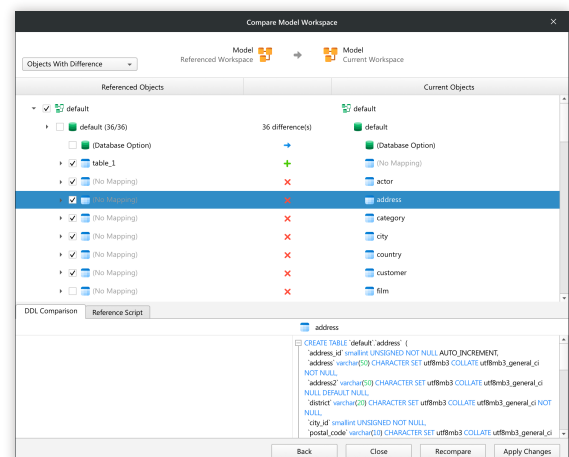 Compare Model Workspace
Objects With Difference
Model
Referenced Workspace
Model
Current Workspace
Referenced Objects
Current Objects
default
default
default (36/36)
36 difference(s)
default
(Database Option)
(Database Option)
table_1
(No Mapping)
(No Mapping)
actor
(No Mapping)
address
(No Mapping)
category
(No Mapping)
city
(No Mapping)
country
(No Mapping)
customer
(No Mapping)
film
DDL Comparison
Reference Script
address
CREATE TABLE `default`.`address` (
`address_id` smallint UNSIGNED NOT NULL AUTO_INCREMENT,
`address` varchar(50) CHARACTER SET utf8mb3 COLLATE utf8mb3_general_ci
NOT NULL,
`address2` varchar(50) CHARACTER SET utf8mb3 COLLATE utf8mb3_general_ci
NULL DEFAULT NULL,
`district` varchar(20) CHARACTER SET utf8mb3 COLLATE utf8mb3_general_ci NOT
NULL,
`city_id` smallint UNSIGNED NOT NULL,
`postal_code` varchar(10) CHARACTER SET utf8mb3 COLLATE utf8mb3_general_ci
Back
Close
Recompare
Apply Changes